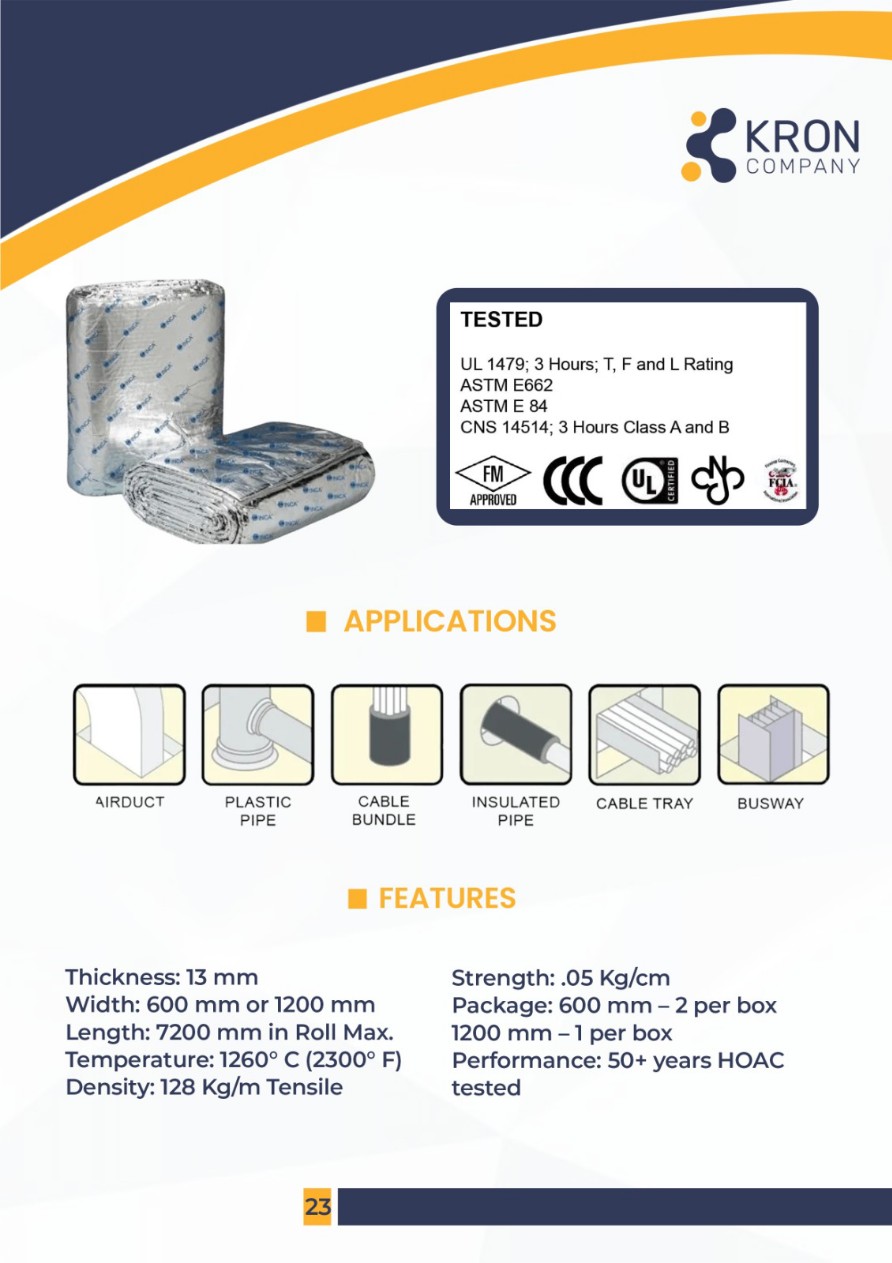 KRON
COMPANY
INCA
TESTED
UL 1479; 3 Hours; T, F and L Rating
ASTM E662
ASTM E 84
CNS 14514; 3 Hours Class A and B
FM
APPROVED
CCC
UL
CERTIFIED
FCIA
APPLICATIONS
AIRDUCT
PLASTIC
PIPE
CABLE
BUNDLE
INSULATED
PIPE
CABLE TRAY
BUSWAY
FEATURES
Thickness: 13 mm
Width: 600 mm or 1200 mm
Length: 7200 mm in Roll Max.
Temperature: 1260° C (2300° F)
Density: 128 Kg/m Tensile
Strength: .05 Kg/cm
Package: 600 mm – 2 per box
1200 mm – 1 per box
Performance: 50+ years HOAC
tested
23